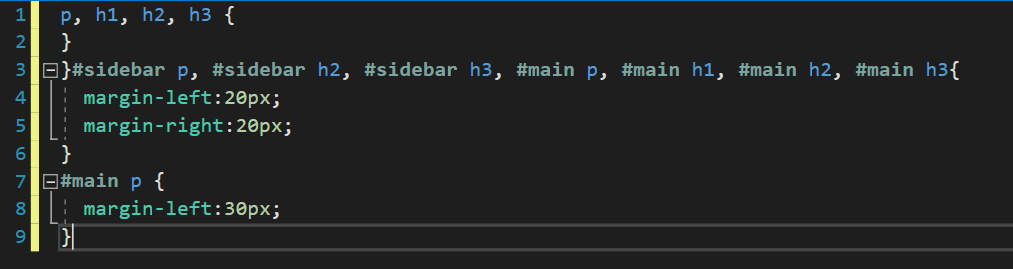 1 p, h1, h2, h3 {
2 }
3 }#sidebar p, #sidebar h2, #sidebar h3, #main p, #main h1, #main h2, #main h3{
4 margin-left:20px;
5 margin-right:20px;
6 }
7 #main p {
8 margin-left:30px;
9 }